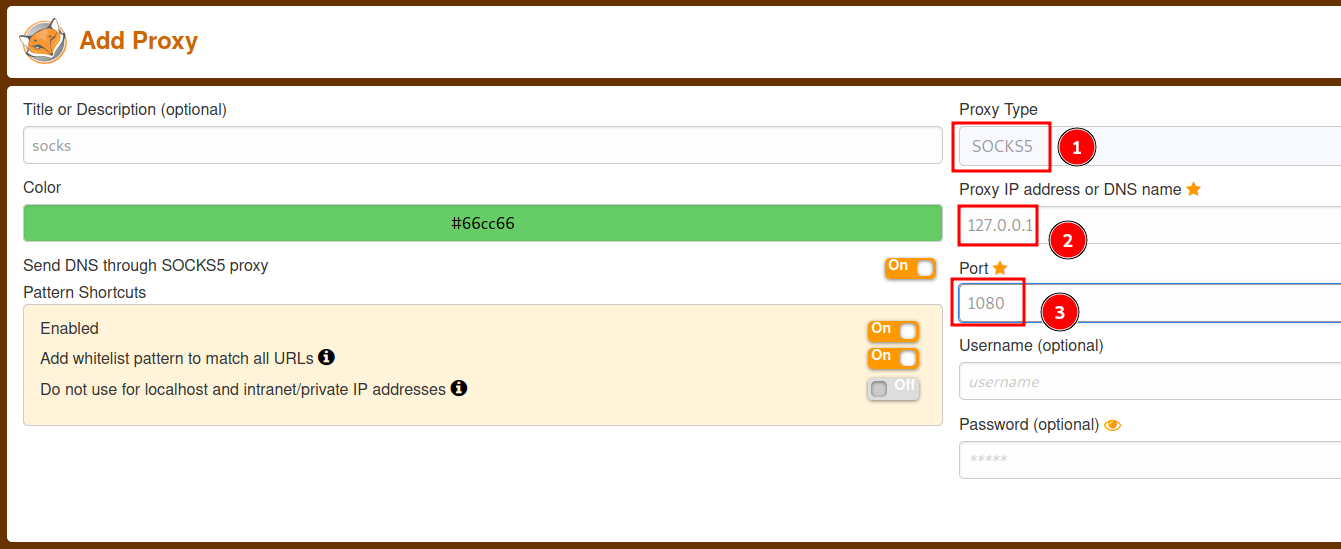 Add Proxy
Title or Description (optional)
socks
Color
#66cc66
Send DNS through SOCKS5 proxy
On
Pattern Shortcuts
Enabled
On
Add whitelist pattern to match all URLs
On
Do not use for localhost and intranet/private IP addresses
Off
Proxy Type
SOCKS5
1
Proxy IP address or DNS name
127.0.0.1
2
Port
1080
3
Username (optional)
username
Password (optional)
*****